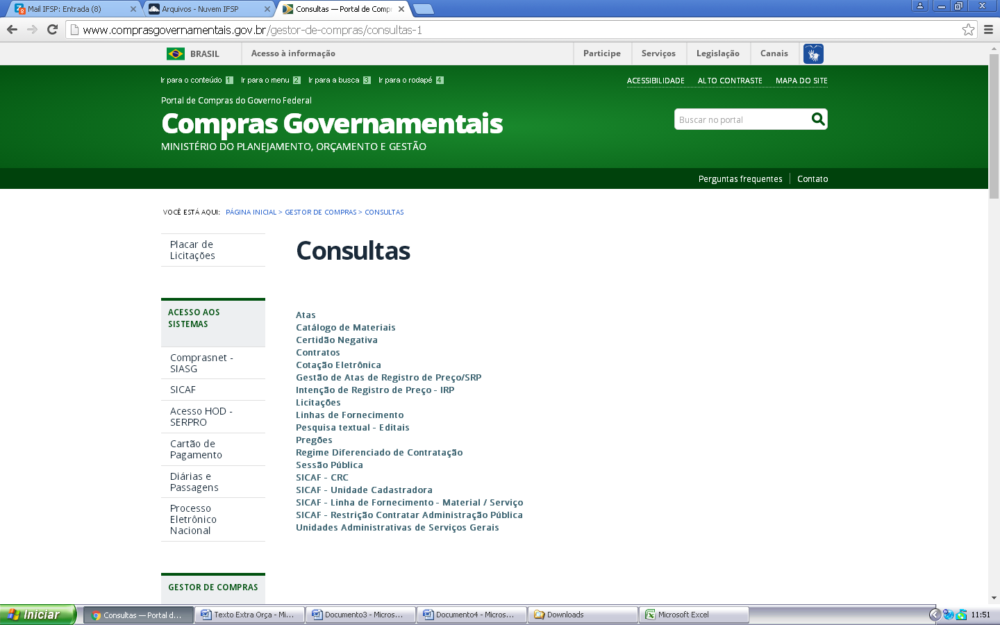 Mail IFSP: Entrada (8)
Arquivos - Nuvem IFSP
Consultas — Portal de Compr
www.comprasgovernamentais.gov.br/gestor-de-compras/consultas-1
BRASIL
Acesso à informação
Participe
Serviços
Legislação
Canais
Ir para o conteúdo 1
Ir para o menu 2
Ir para a busca 3
Ir para o rodapé 4
ACESSIBILIDADE
ALTO CONTRASTE
MAPA DO SITE
Portal de Compras do Governo Federal
Compras Governamentais
MINISTÉRIO DO PLANEJAMENTO, ORÇAMENTO E GESTÃO
Buscar no portal
Perguntas frequentes
Contato
VOCÊ ESTÁ AQUI: PÁGINA INICIAL > GESTOR DE COMPRAS > CONSULTAS
Placar de
Licitações
ACESSO AOS
SISTEMAS
Comprasnet -
SIASG
SICAF
Acesso HOD -
SERPRO
Cartão de
Pagamento
Diárias e
Passagens
Processo
Eletrônico
Nacional
GESTOR DE COMPRAS
Consultas
Atas
Catálogo de Materiais
Certidão Negativa
Contratos
Cotação Eletrônica
Gestão de Atas de Registro de Preço/SRP
Intenção de Registro de Preço - IRP
Licitações
Linhas de Fornecimento
Pesquisa textual - Editais
Pregões
Regime Diferenciado de Contratação
Sessão Pública
SICAF - CRC
SICAF - Unidade Cadastradora
SICAF - Linha de Fornecimento - Material / Serviço
SICAF - Restrição Contratar Administração Pública
Unidades Administrativas de Serviços Gerais
Iniciar
Consultas — Portal d...
Texto Extra Orça - Mi...
Documento3 - Micros...
Documento4 - Micros...
Downloads
Microsoft Excel
11:51